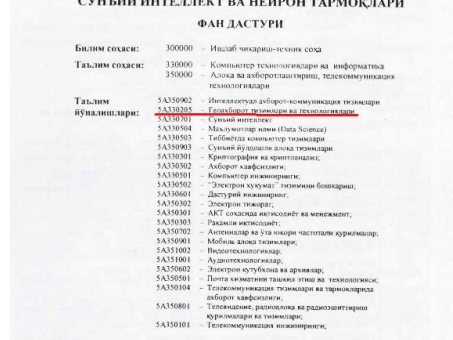 СУНЪИЙ ИНТЕЛЛЕКТ ВА НЕЙРОН ТАРМОҚЛАРИ
ФАН ДАСТУРИ
Билим соҳаси: 300000 – Ишлаб чиқариш-техник соҳа
Таълим соҳаси: 330000 – Компьютер технологиялари ва информатика
350000 – Алоқа ва ахборотлаштириш, телекоммуникация
технологиялари
Таълим 5А350902 – Интеллектуал ахборот-коммуникация тизимлари
йўналишлари: 5А330205 – Геоахборот тизимлари ва технологиялари
5А330701 – Сунъий интеллект
5А330504 – Маълумотлар илми (Data Science)
5А330503 – Тиббиётда компьютер тизимлари
5А350903 – Сунъий йўлдошли алоқа тизимлари
5А330301 – Криптография ва криптоанализ;
5А330302 – Ахборот хавфсизлиги;
5А330501 – Компьютер инжиниринги;
5А330502 – "Электрон ҳукумат" тизимини бошқариш;
5А330601 – Дастурий инжиниринг;
5А350302 – Электрон тижорат;
5А350301 – АКТ соҳасида иқтисодиёт ва менежмент;
5А350303 – Рақамли иқтисодиёт;
5А350702 – Антенналар ва ўта юқори частотали қурилмалар;
5А350901 – Мобиль алоқа тизимлари;
5А351001 – Видеотехнологиялар;
5А351001 – Аудиотехнологиялар;
5А350602 – Электрон кутубхона ва архивлар;
5А350501 – Почта хизматини ташкил этиш ва технологияси;
5А350104 – Телекоммуникация тизимлари ва тармоқларида
ахборот хавфсизлиги;
5А350801 – Телевидение, радиоалоқа ва радиоэшиттириш
қурилмалари ва тизимлари;
5А350101 – Телекоммуникация инжиниринги;